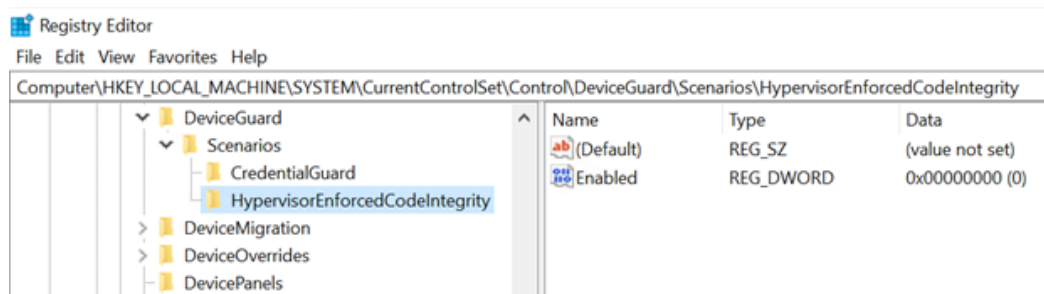 Registry Editor
File Edit View Favorites Help
Computer\HKEY_LOCAL_MACHINE\SYSTEM\CurrentControlSet\Control\DeviceGuard\Scenarios\HypervisorEnforcedCodeIntegrity
DeviceGuard
Scenarios
CredentialGuard
HypervisorEnforcedCodeIntegrity
DeviceMigration
DeviceOverrides
DevicePanels
Name Type Data
ab (Default) REG_SZ (value not set)
Enabled REG_DWORD 0x00000000 (0)